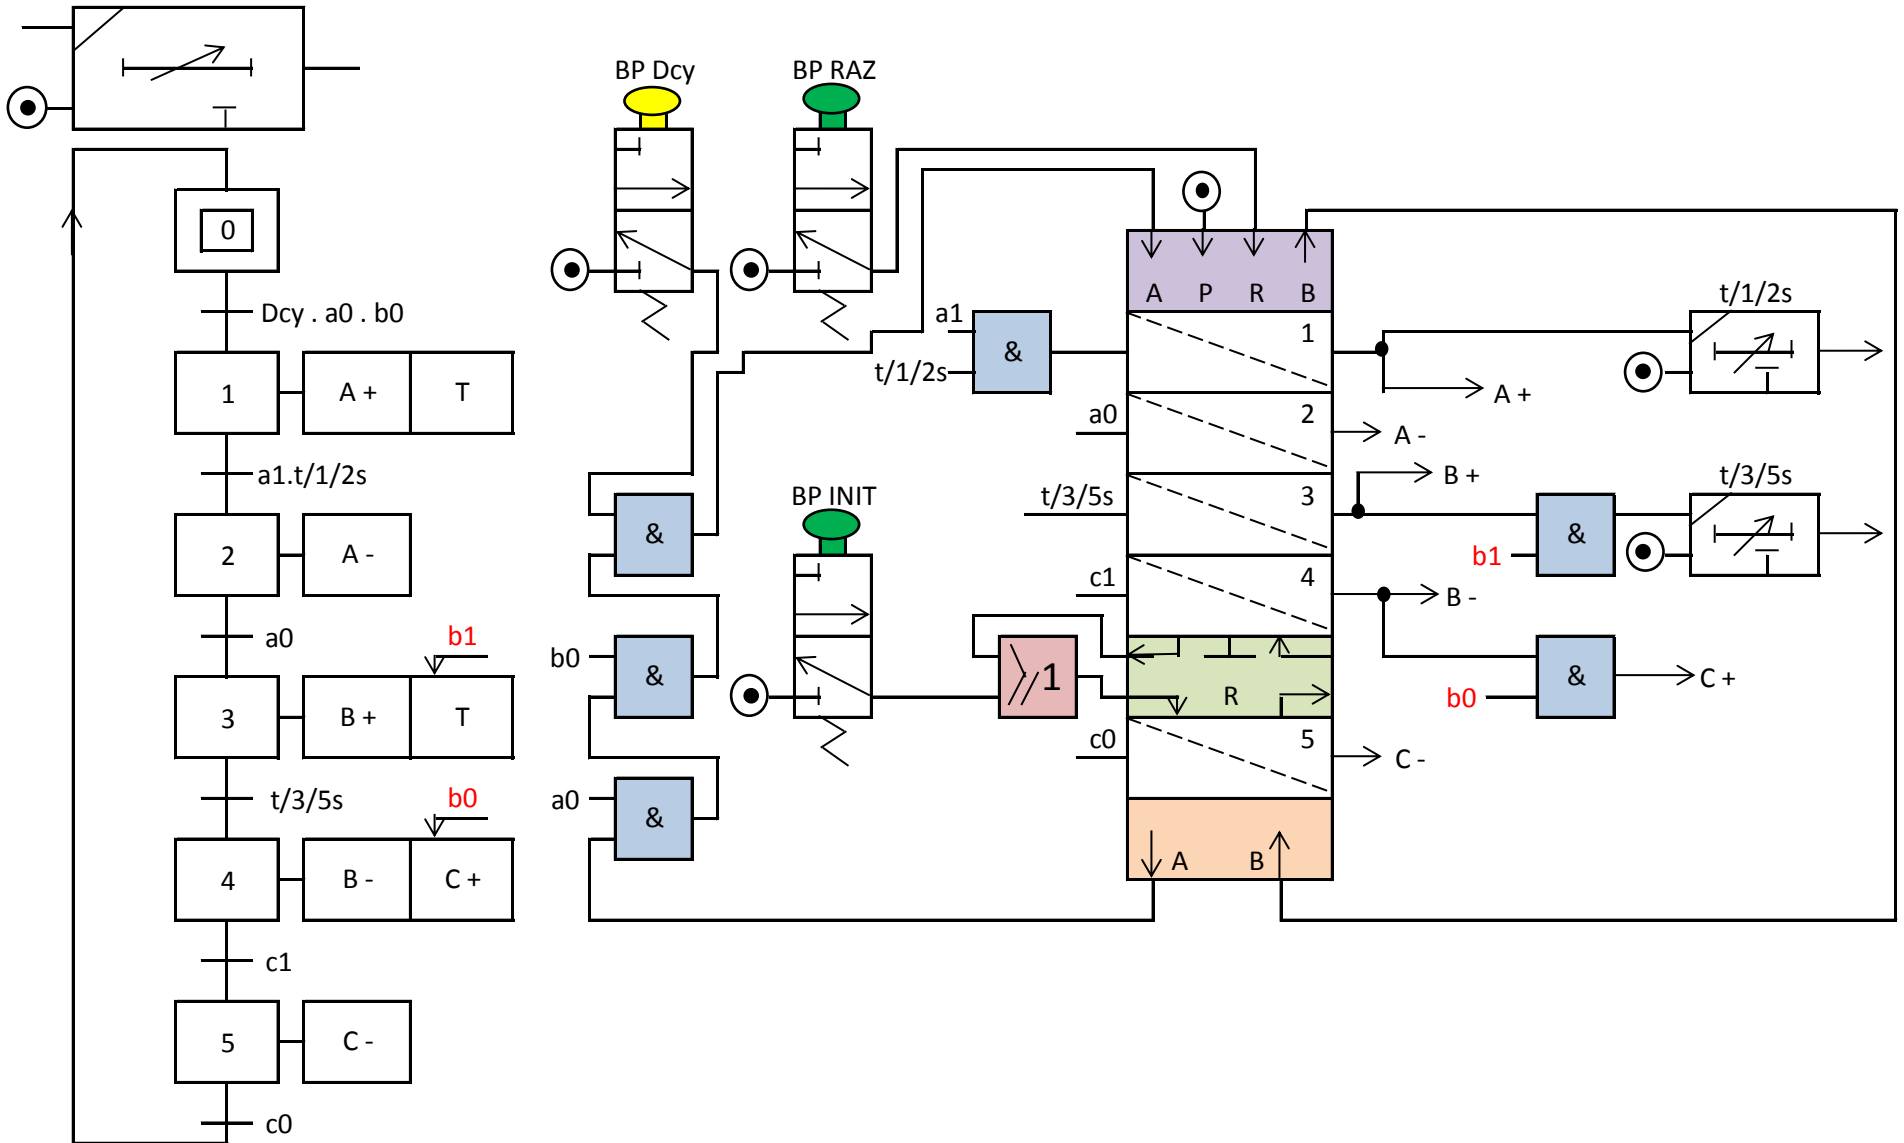 BP Dcy
BP RAZ
0
Dcy . a0 . b0
1
A +
T
a1.t/1/2s
2
A -
a0
b1
3
B +
T
t/3/5s
b0
4
B -
C +
c1
5
C -
c0
&
b0
&
a0
&
BP INIT
≥1
a1
t/1/2s
&
A P R B
1
a0
2
t/3/5s
3
c1
4
R
c0
5
A B
t/1/2s
A +
A -
B +
t/3/5s
b1
&
B -
b0
&
C +
C -